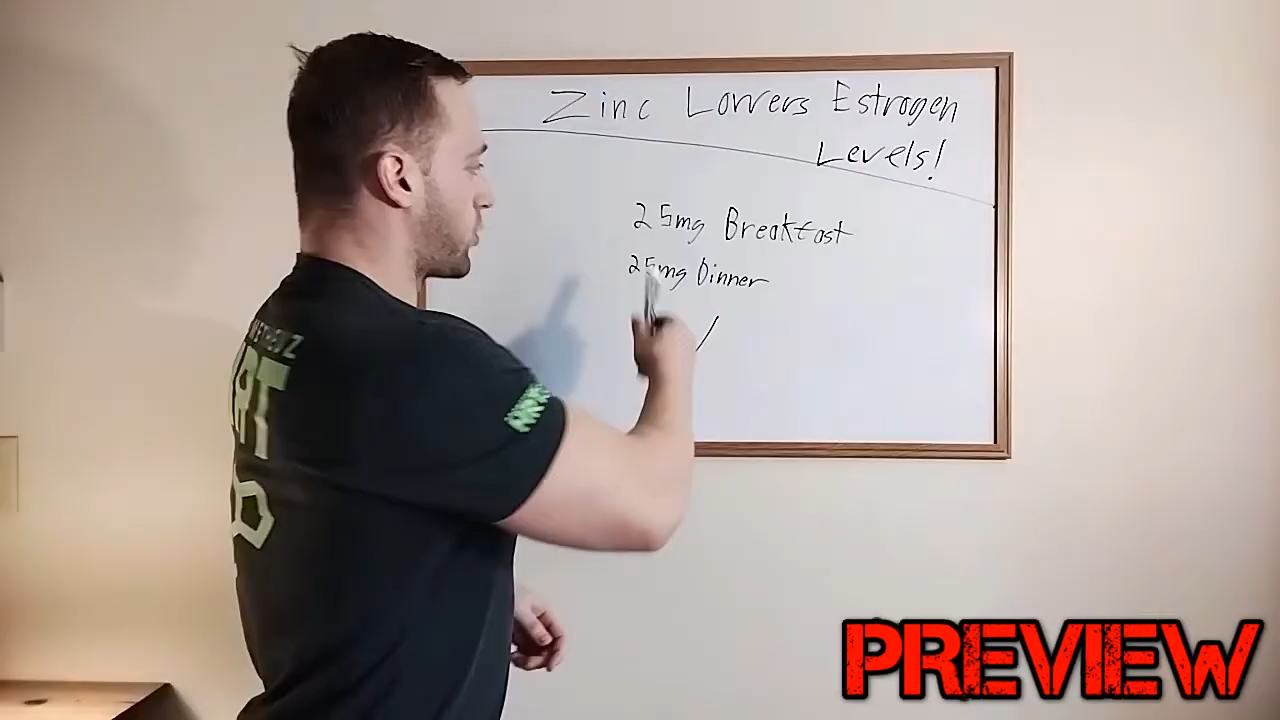 Zinc Lowers Estrogen
Levels!
25mg Breakfast
25mg Dinner
PREVIEW